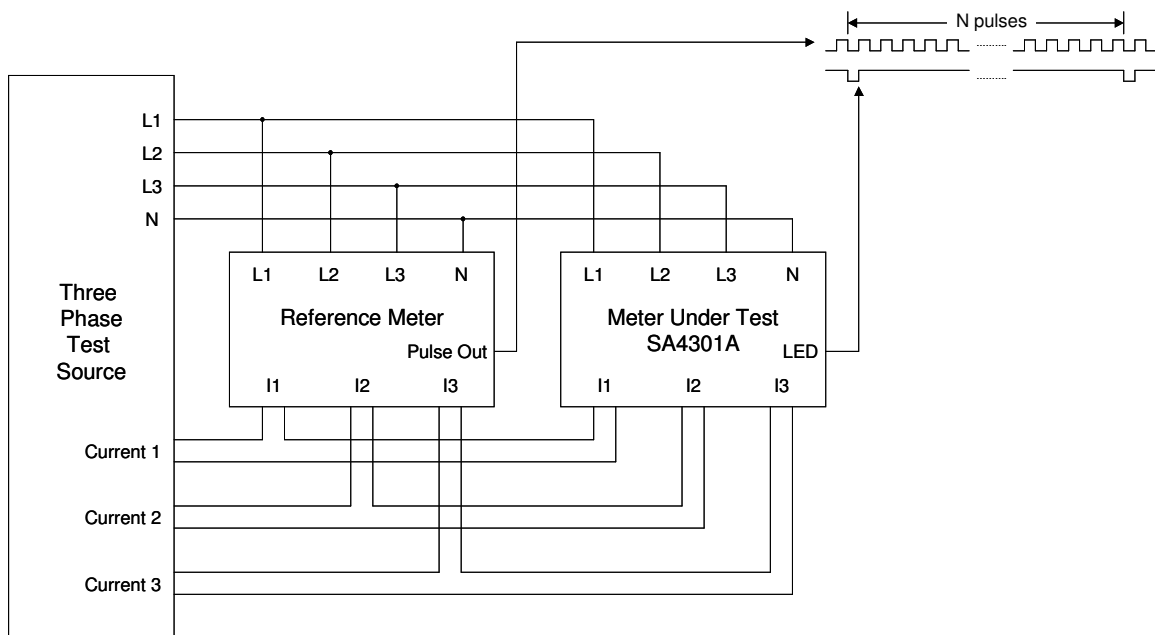 N pulses
L1
L2
L3
N
L1 L2 L3 N
L1 L2 L3 N
Three
Phase
Test
Source
Reference Meter
Pulse Out
Meter Under Test
SA4301A
LED
I1 I2 I3
I1 I2 I3
Current 1
Current 2
Current 3